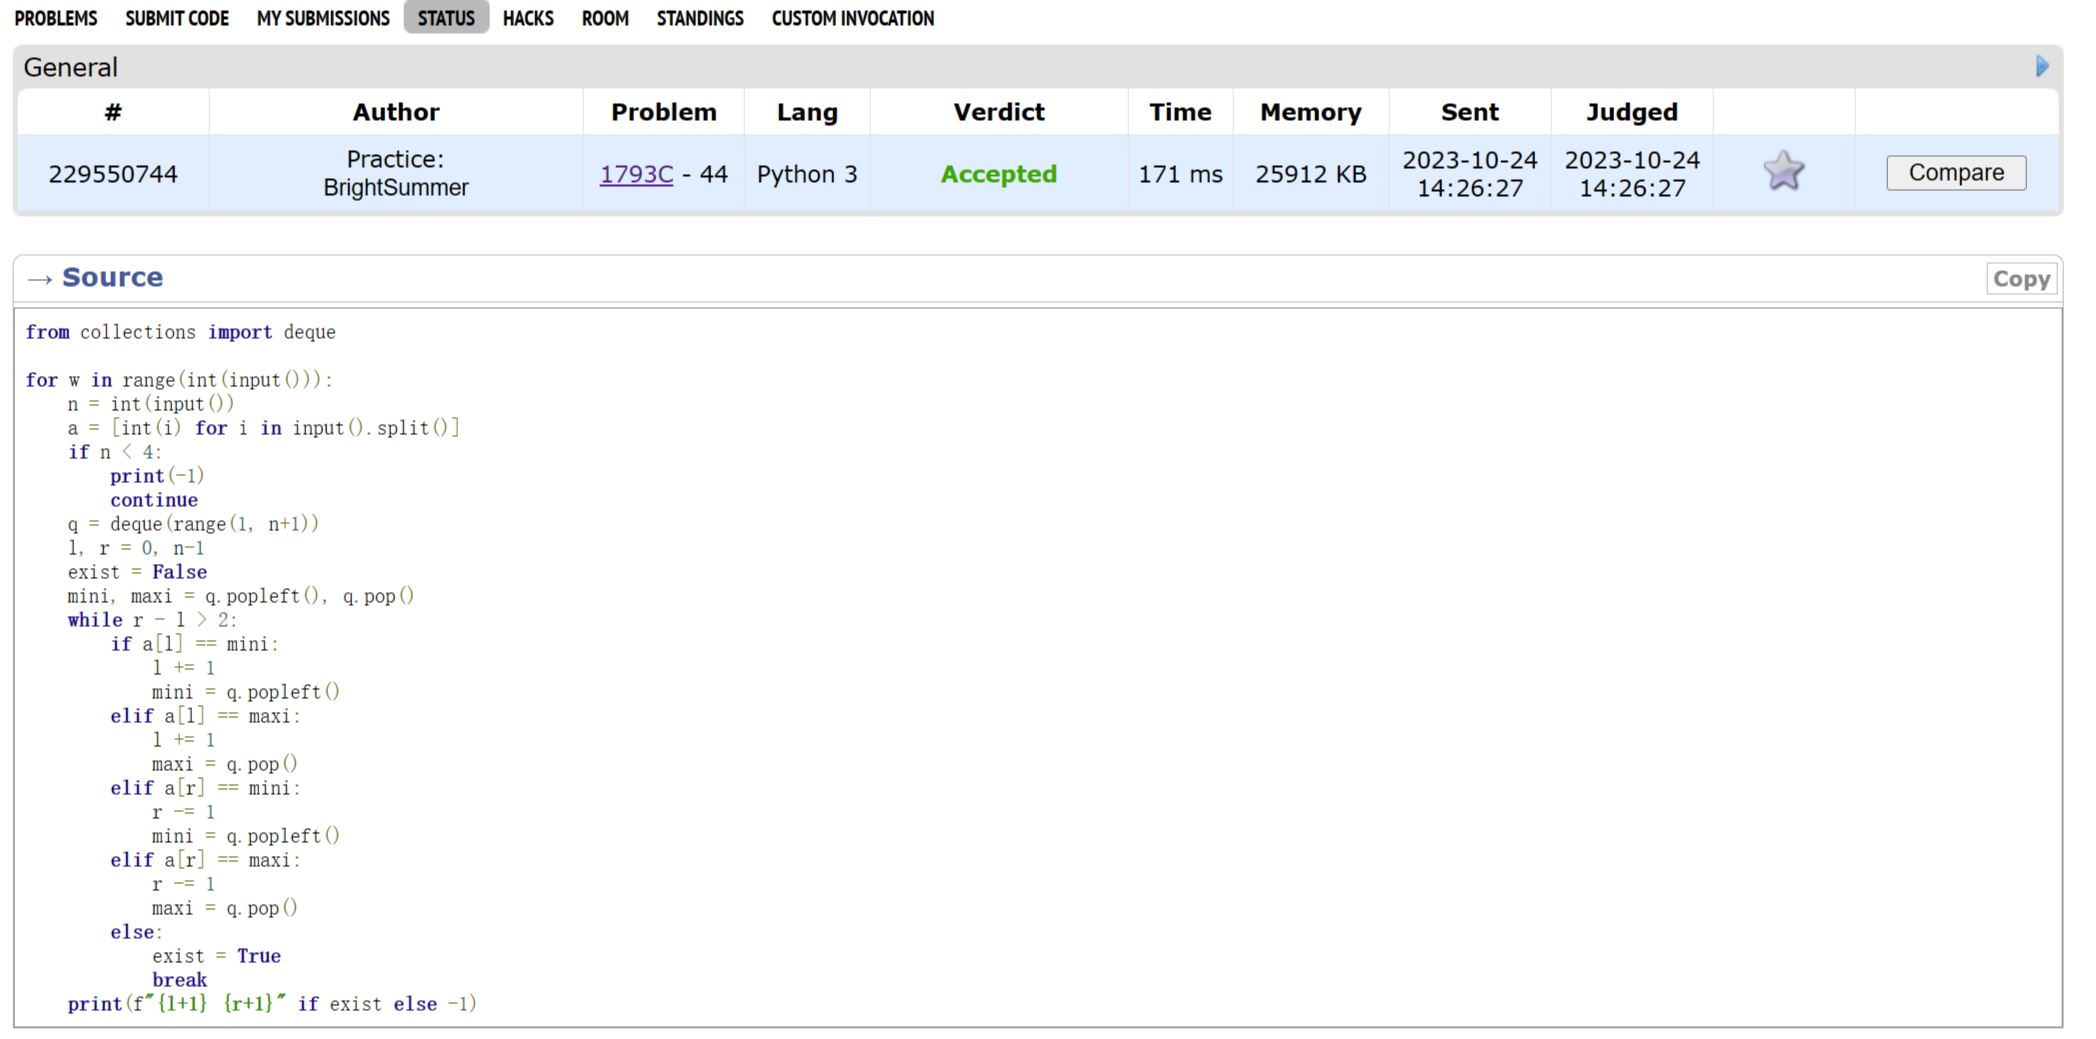 PROBLEMS SUBMIT CODE MY SUBMISSIONS STATUS HACKS ROOM STANDINGS CUSTOM INVOCATION
General
# Author Problem Lang Verdict Time Memory Sent Judged
229550744 Practice: BrightSummer 1793C - 44 Python 3 Accepted 171 ms 25912 KB 2023-10-24 14:26:27 2023-10-24 14:26:27 Compare
→ Source Copy
from collections import deque
for w in range(int(input())):
    n = int(input())
    a = [int(i) for i in input().split()]
    if n < 4:
        print(-1)
        continue
    q = deque(range(1, n+1))
    l, r = 0, n-1
    exist = False
    mini, maxi = q.popleft(), q.pop()
    while r - l > 2:
        if a[l] == mini:
            l += 1
            mini = q.popleft()
        elif a[l] == maxi:
            l += 1
            maxi = q.pop()
        elif a[r] == mini:
            r -= 1
            mini = q.popleft()
        elif a[r] == maxi:
            r -= 1
            maxi = q.pop()
        else:
            exist = True
            break
    print(f"{l+1} {r+1}" if exist else -1)